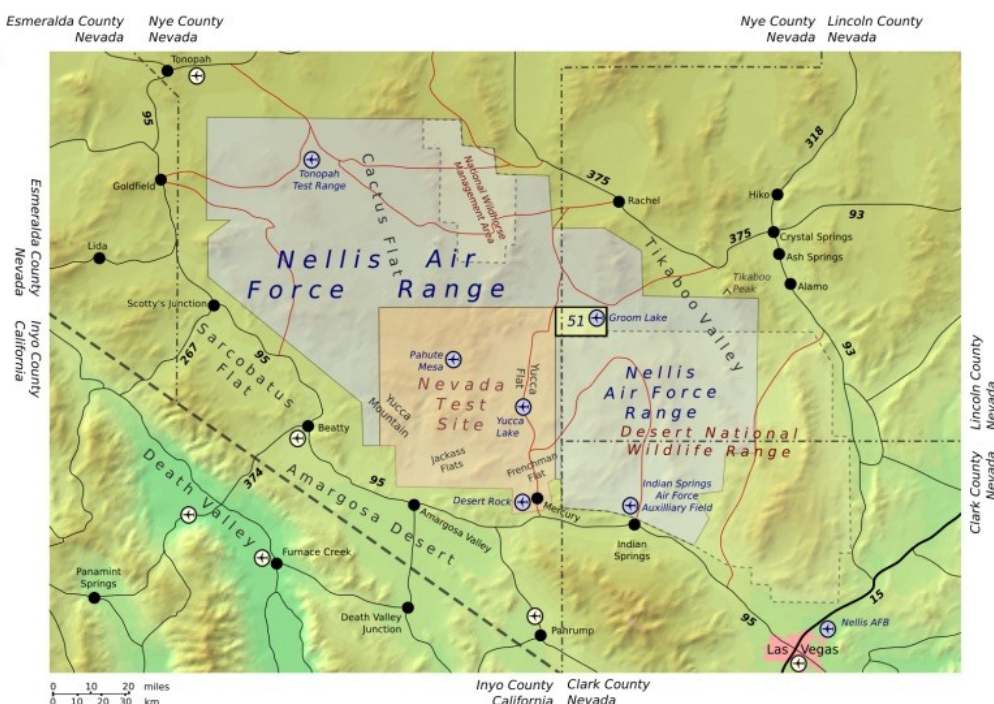 Esmeralda County
Nevada
Nye County
Nevada
Nye County
Nevada
Lincoln County
Nevada
Tonopah
95
318
Tonopah
Test Range
Cactus Flat
National Wildhorse
Management Area
375
Rachel
Hiko
93
Goldfield
375
Crystal Springs
Ash Springs
Alamo
Tikaboo
Peak
Tikaboo Valley
Lida
Esmeralda County
Nevada
Nellis Air
Force Range
Scotty's Junction
51
Groom Lake
Inyo County
California
267
95
Sarcobatus
Flat
Pahute
Mesa
Yucca
Flat
Nevada
Test
Site
Yucca
Lake
Yucca
Mountain
Nellis
Air Force
Range
Desert National
Wildlife Range
93
Lincoln County
Nevada
Beatty
Jackass
Flats
Frenchman
Flat
Death Valley
374
Amargosa Desert
95
Desert Rock
Mercury
Indian Springs
Air Force
Auxilliary Field
Clark County
Nevada
Amargosa Valley
Indian
Springs
Furnace Creek
Panamint
Springs
Death Valley
Junction
Pahrump
95
15
Nellis AFB
Las Vegas
0 10 20 miles
0 10 20 30 km
Inyo County
California
Clark County
Nevada